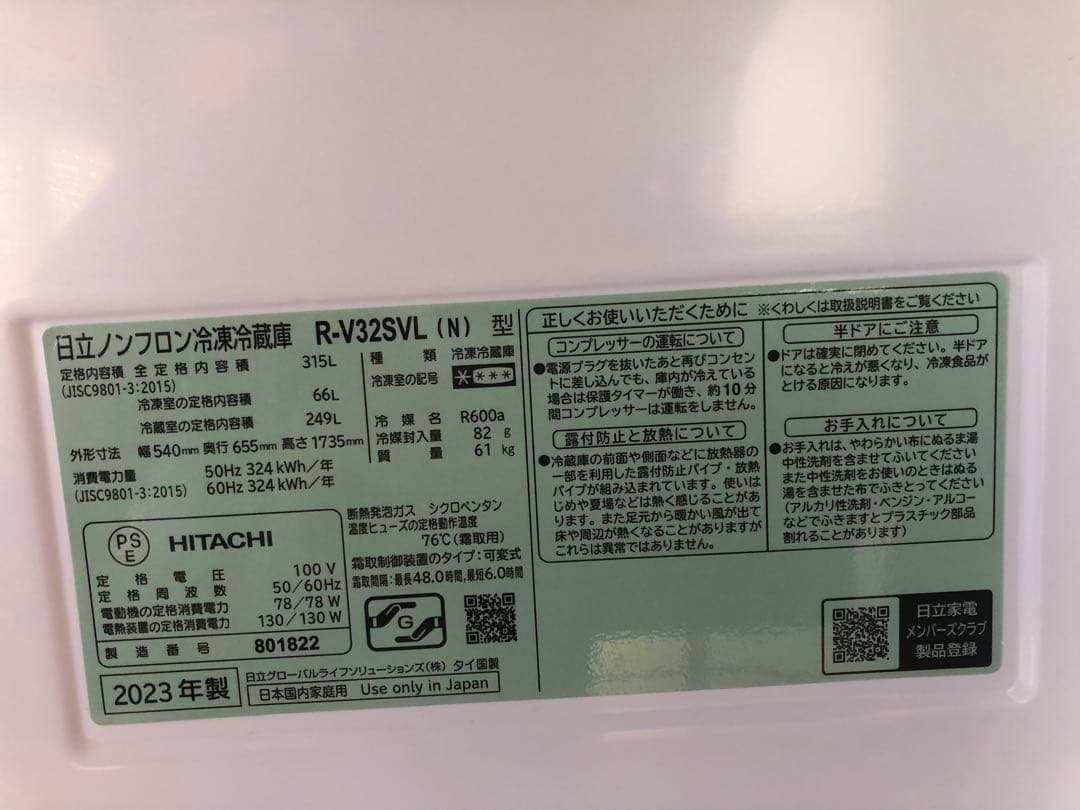 日立ノンフロン冷凍冷蔵庫 R-V32SVL (N) 型
定格内容積 全定格内容積 315L
(JISC9801-3:2015)
冷凍室の定格内容積 66L
冷蔵室の定格内容積 249L
外形寸法 幅540mm 奥行655mm 高さ1735mm
消費電力量 50Hz 324kWh/年
(JISC9801-3:2015) 60Hz 324kWh/年
種類 冷凍冷蔵庫
冷凍室の記号 ****
冷媒名 R600a
冷媒封入量 82 g
質量 61 kg
PS
E
HITACHI
定格電圧 100V
定格周波数 50/60Hz
電動機の定格消費電力 78/78W
電熱装置の定格消費電力 130/130W
製造番号 801822
断熱発泡ガス シクロペンタン
温度ヒューズの定格動作温度
76℃(霜取用)
霜取制御装置のタイプ:可変式
霜取間隔:最長48.0時間,最短6.0時間
G
2023年製
日立グローバルライフソリューションズ(株) タイ国製
日本国内家庭用 Use only in Japan
正しくお使いいただくために ※くわしくは取扱説明書をご覧ください
コンプレッサーの運転について
●電源プラグを抜いたあと再びコンセン
トに差し込んでも、庫内が冷えている
場合は保護タイマーが働き、約10分
間コンプレッサーは運転をしません。
露付防止と放熱について
●冷蔵庫の前面や側面などに放熱器の
一部を利用した露付防止パイプ・放熱
パイプが組み込まれています。使いは
じめや夏場などは熱く感じることがあ
ります。また足元から暖かい風が出て
床や周辺が熱くなることがありますが
これらは異常ではありません。
半ドアにご注意
●ドアは確実に閉めてください。半ドア
になると冷えが悪くなり、冷凍食品が
とける原因になります。
お手入れについて
●お手入れは、やわらかい布にぬるま湯
中性洗剤を含ませてふいてください
また中性洗剤をお使いのときはぬる
湯を含ませた布でふきとってください
(アルカリ性洗剤・ベンジン・アルコー
などでふきますとプラスチック部品
割れることがあります)
日立家電
メンバーズクラブ
製品登録